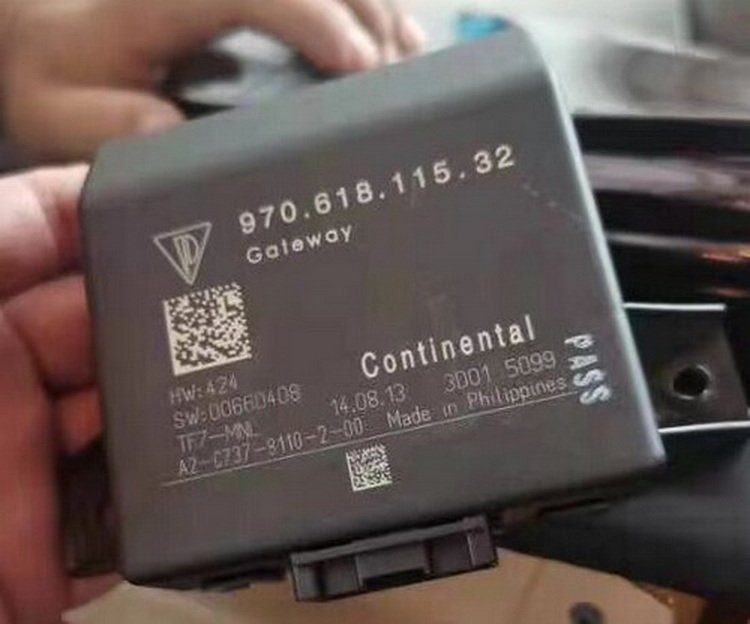 970.618.115.32
Gateway
Continental
PASS
HW:424
SW:00660408 14.08.13 3001 5099
TF7-MNL Made in Philippines
A2-C737-8110-2-00